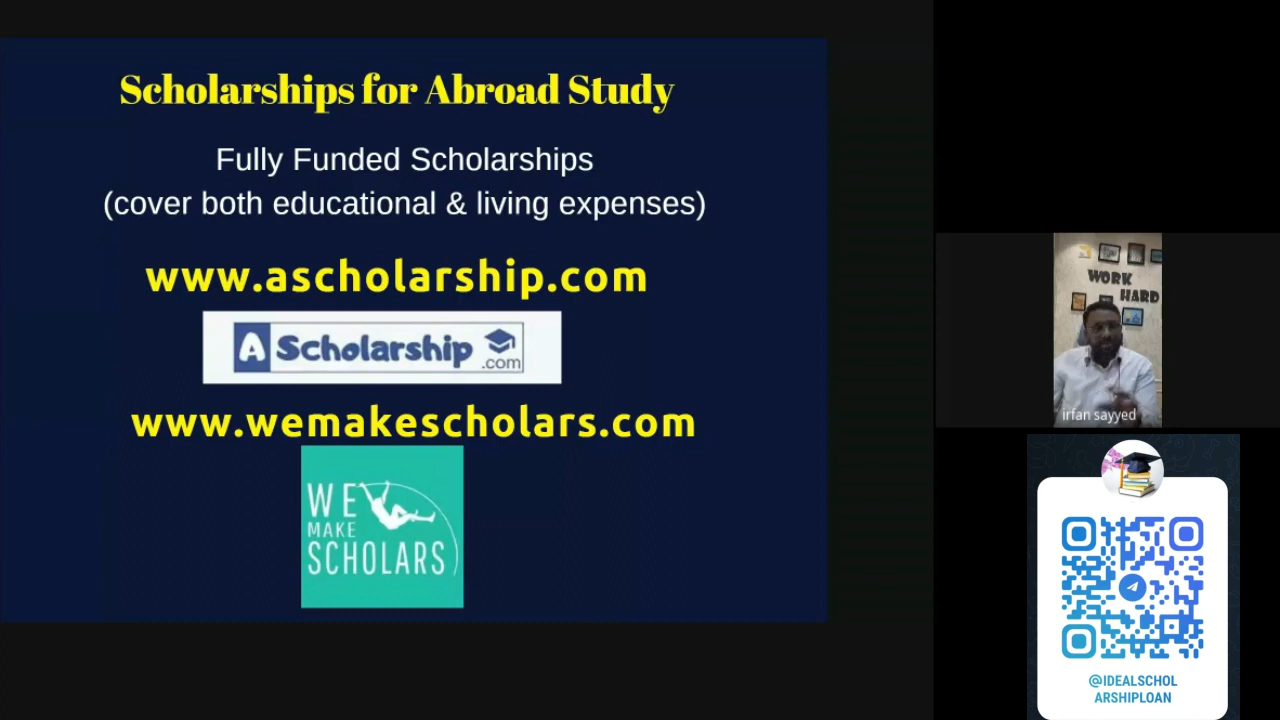 Scholarships for Abroad Study
Fully Funded Scholarships
(cover both educational & living expenses)
www.ascholarship.com
A Scholarship
.com
www.wemakescholars.com
WE
MAKE
SCHOLARS
WORK
HARD
irfan sayyed
@IDEALSCHOL
ARSHIPLOAN